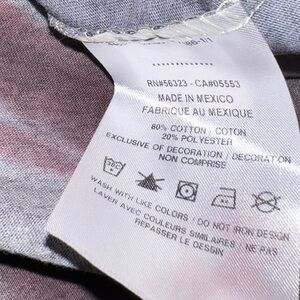 RN#56323 - CA#05553
MADE IN MEXICO
FABRIQUE AU MEXIQUE
80% COTTON / COTON
20% POLYESTER
EXCLUSIVE OF DECORATION / DECORATION
NON COMPRISE
WASH WITH LIKE COLORS / DO NOT IRON DESIGN
LAVER AVEC COULEURS SIMILAIRES / NE PAS
REPASSER LE DESSIN